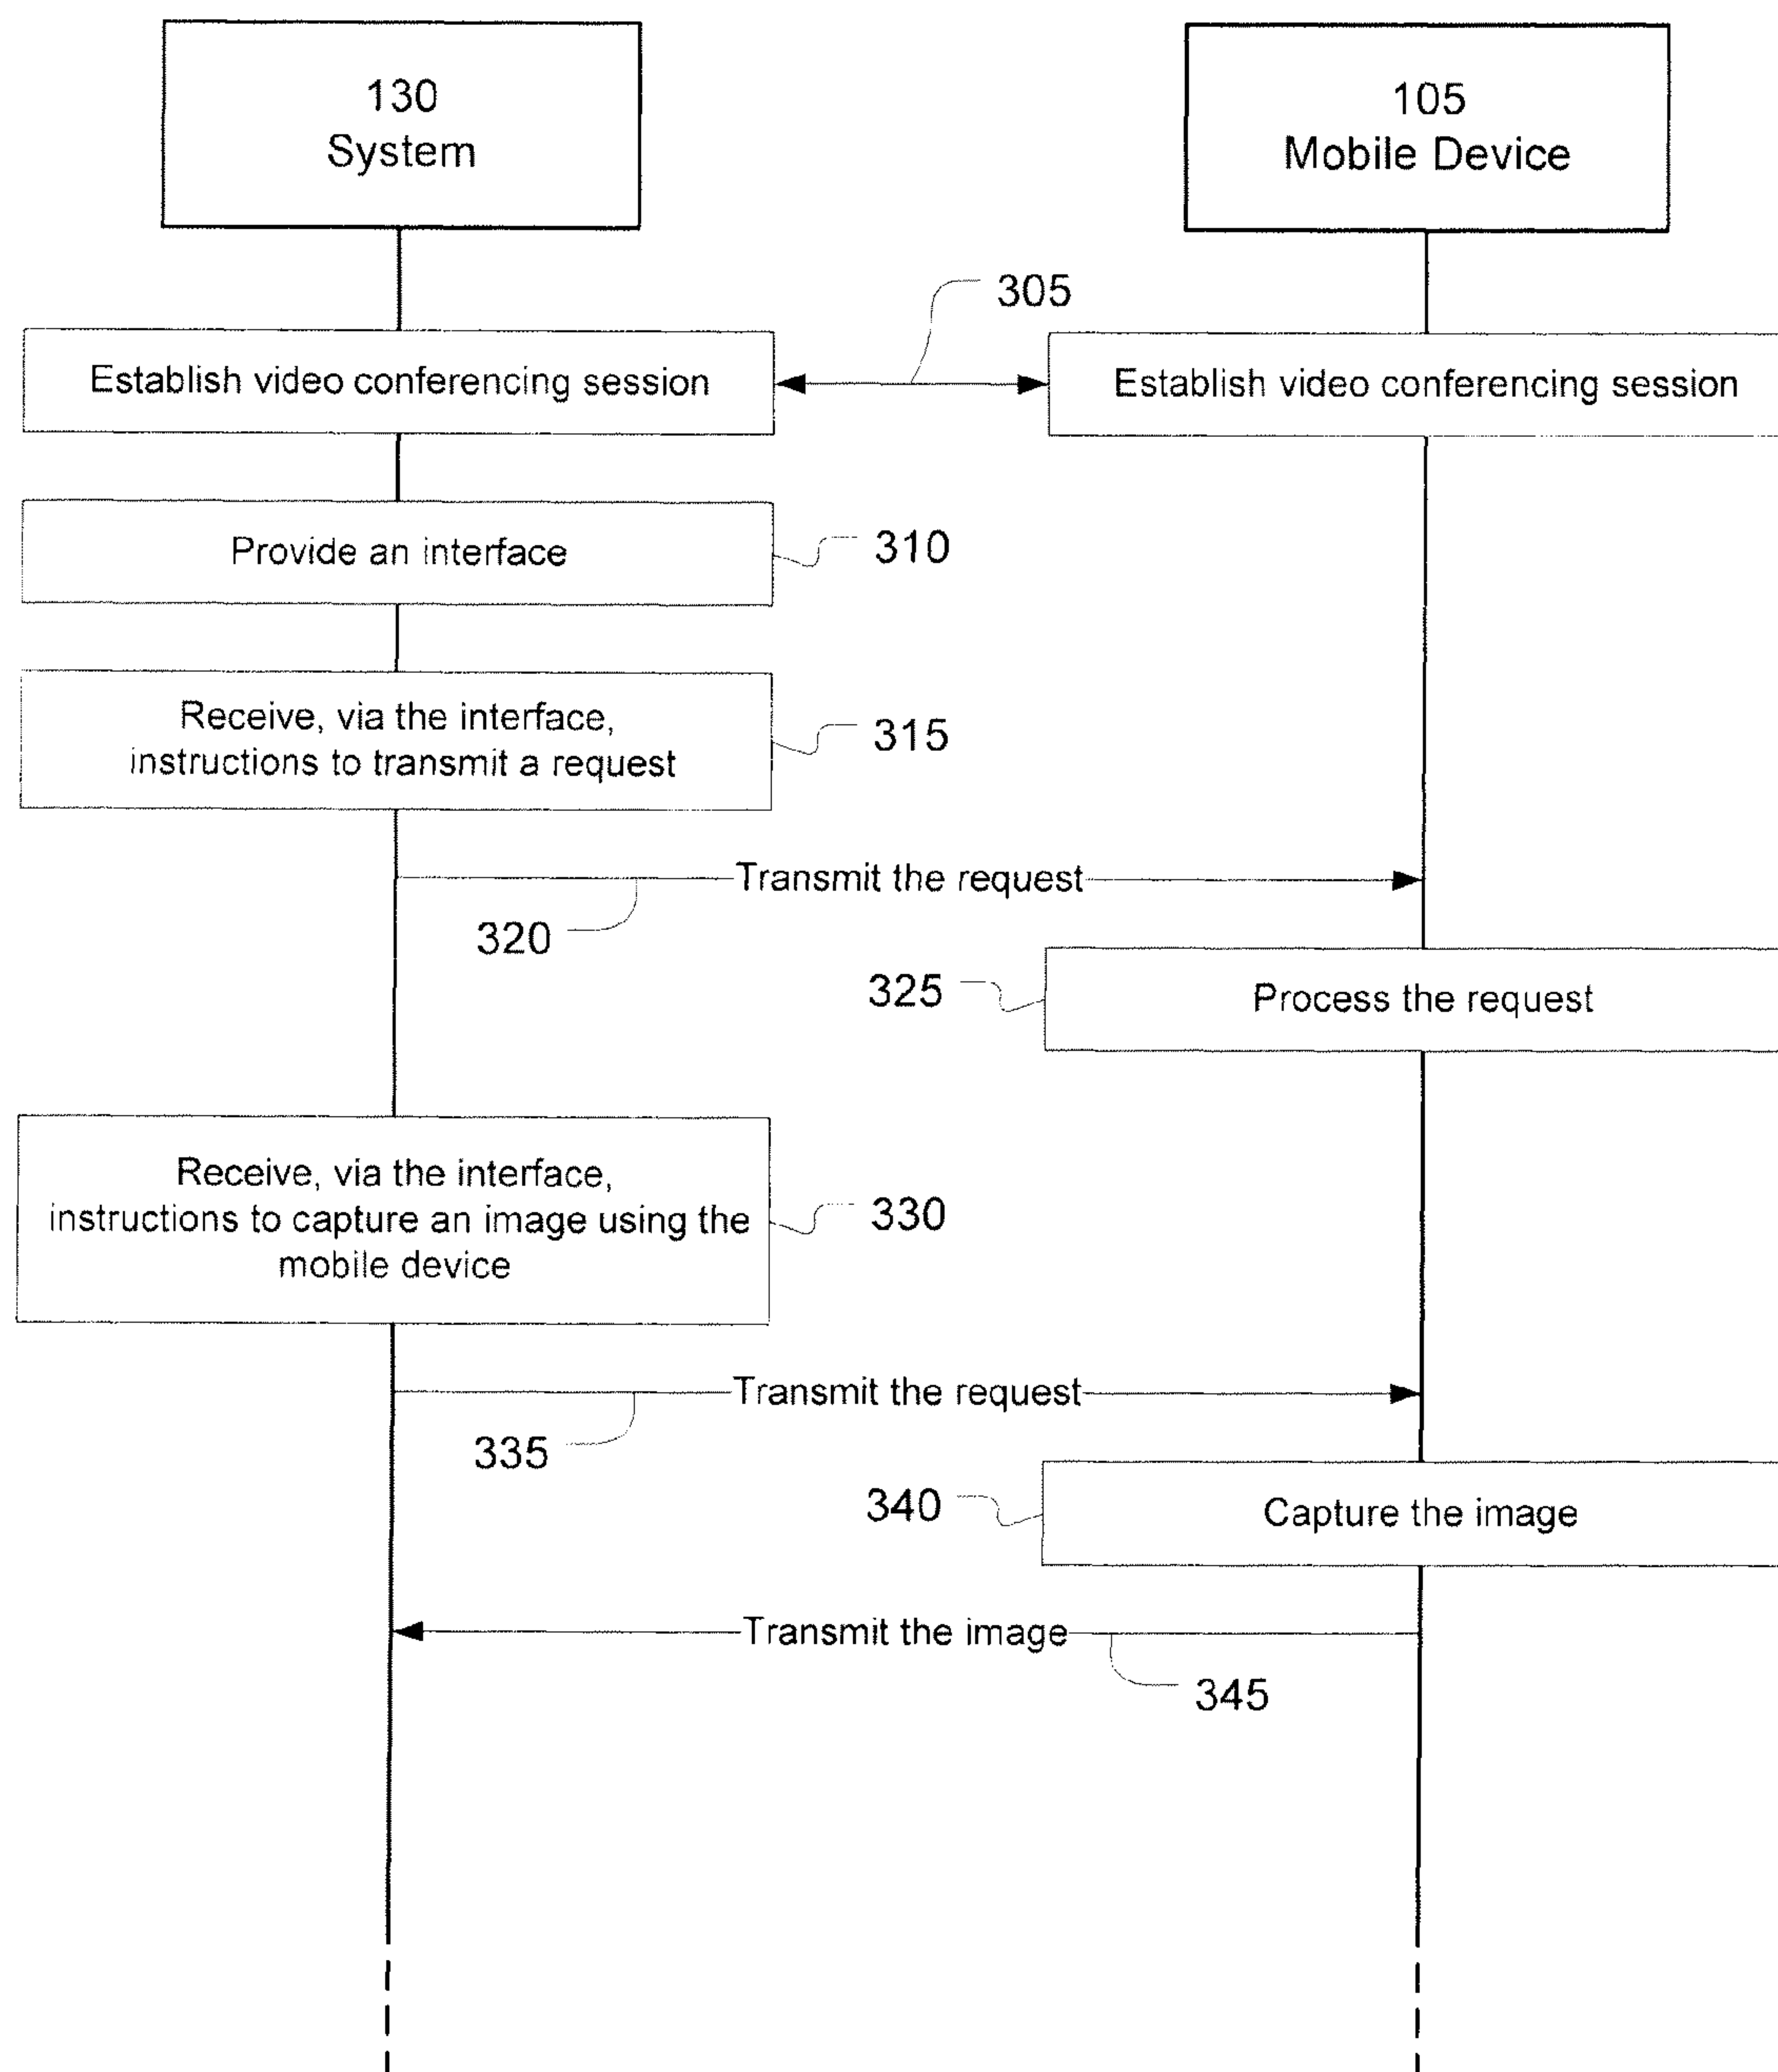 130
System
105
Mobile Device
305
Establish video conferencing session
Establish video conferencing session
Provide an interface
310
Receive, via the interface,
instructions to transmit a request
315
Transmit the request
320
325
Process the request
Receive, via the interface,
instructions to capture an image using the
mobile device
330
Transmit the request
335
340
Capture the image
Transmit the image
345